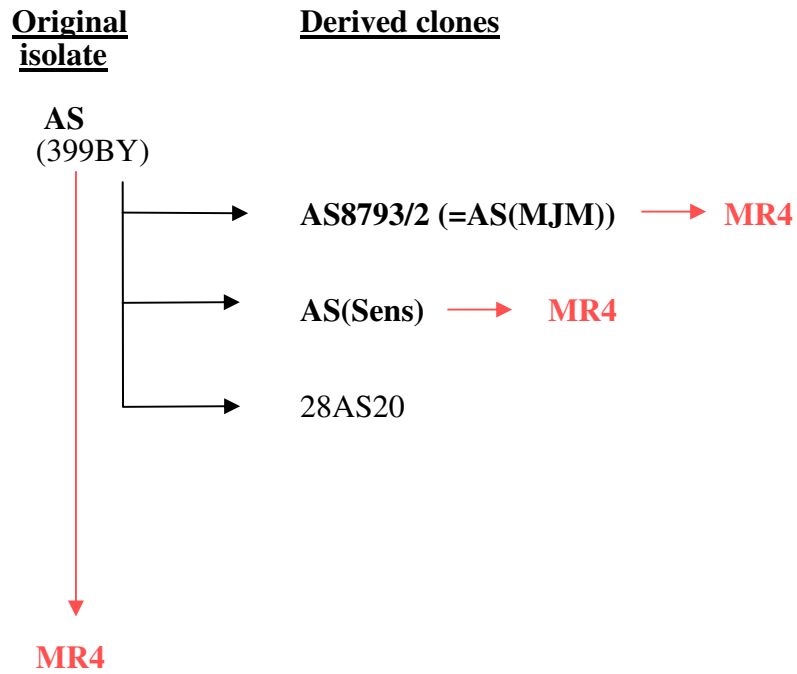 Original
isolate
Derived clones
AS
(399BY)
AS8793/2 (=AS(MJM)) MR4
AS(Sens) MR4
28AS20
MR4